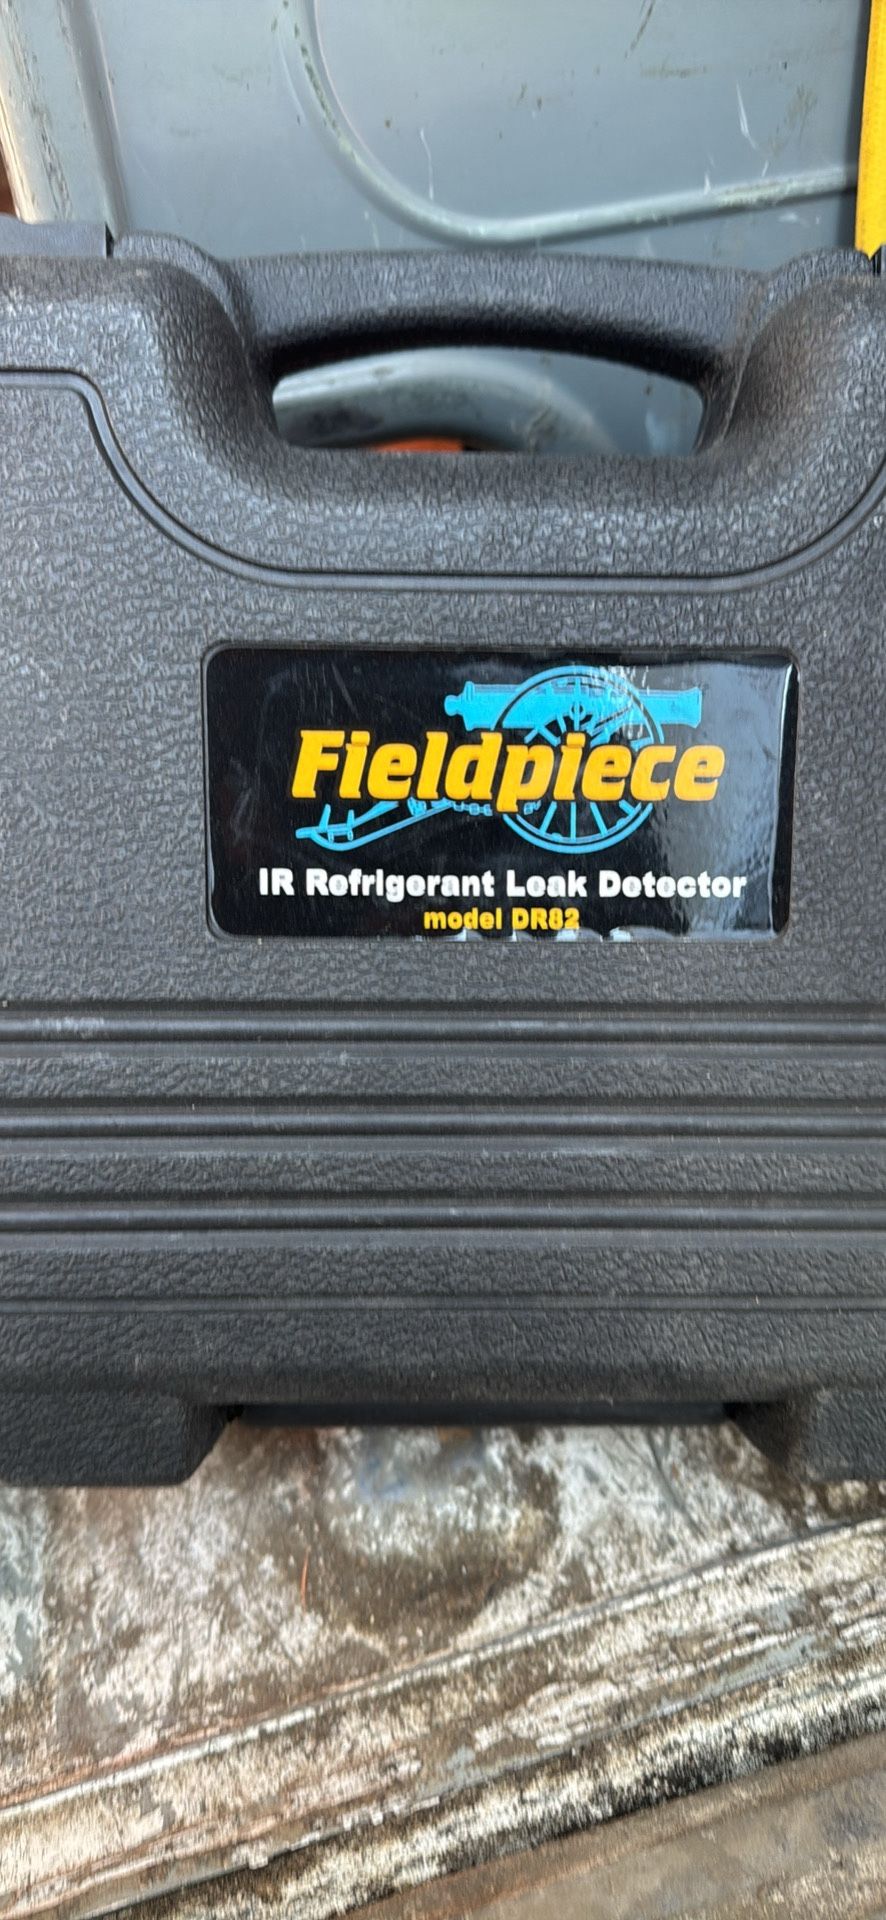 Fieldpiece
IR Refrigerant Leak Detector
model DR82